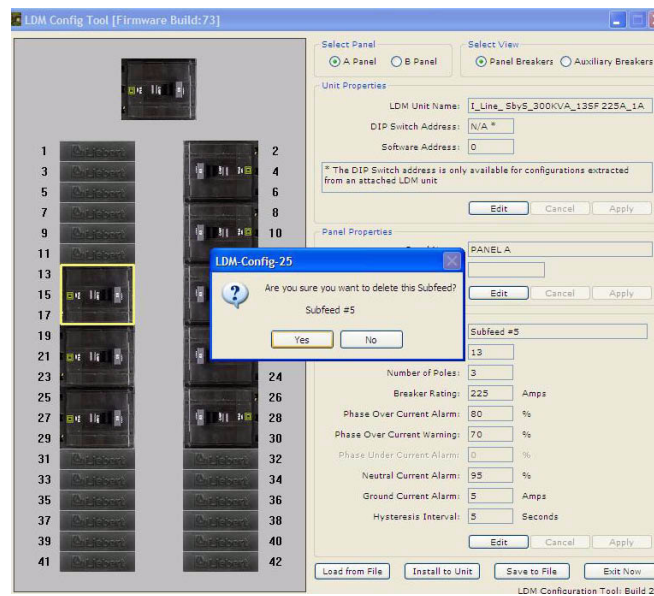 LDM Config Tool [Firmware Build:73]
Select Panel
A Panel B Panel
Select View
Panel Breakers Auxiliary Breakers
Unit Properties
LDM Unit Name: I_Line_SbyS_300KVA_13SF 225A_1A
DIP Switch Address: N/A *
Software Address: 0
* The DIP Switch address is only available for configurations extracted
from an attached LDM unit
Edit Cancel Apply
Panel Properties
PANEL A
Edit Cancel Apply
LDM-Config-25
Are you sure you want to delete this Subfeed?
Subfeed #5
Yes No
Subfeed #5
13
Number of Poles: 3
Breaker Rating: 225 Amps
Phase Over Current Alarm: 80 %
Phase Over Current Warning: 70 %
Phase Under Current Alarm: 0 %
Neutral Current Alarm: 95 %
Ground Current Alarm: 5 Amps
Hysteresis Interval: 5 Seconds
Edit Cancel Apply
Load from File Install to Unit Save to File Exit Now
LDM Configuration Tool: Build 2
1 2
3 4
5 6
7 8
9 10
11
13
15
17
19
21
23 24
25 26
27 28
29 30
31 32
33 34
35 36
37 38
39 40
41 42